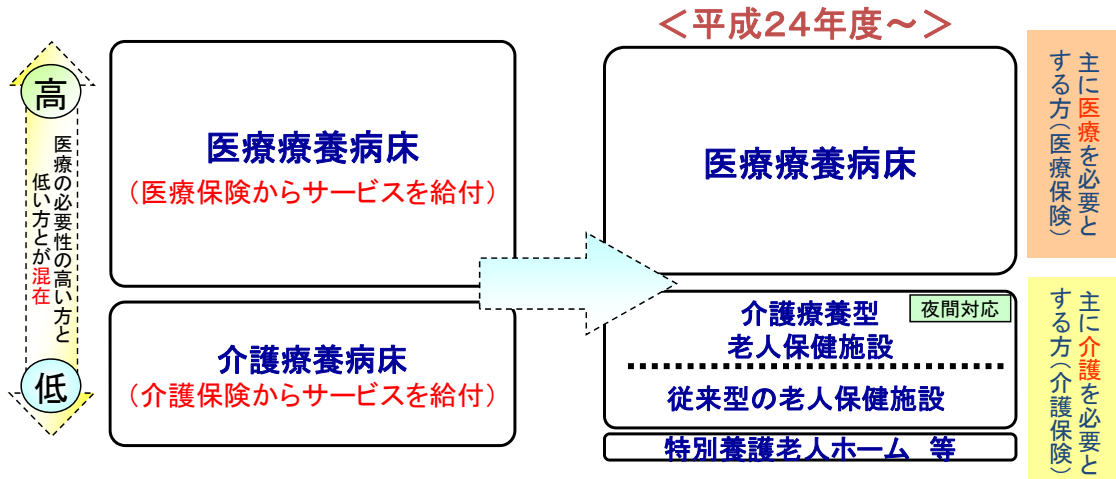 ＜平成２４年度～＞
高
医療の必要性の高い方と
低い方とが混在
低
医療療養病床
（医療保険からサービスを給付）
介護療養病床
（介護保険からサービスを給付）
医療療養病床
介護療養型
老人保健施設
夜間対応
従来型の老人保健施設
特別養護老人ホーム　等
主に医療を必要と
する方（医療保険）
主に介護を必要と
する方（介護保険）